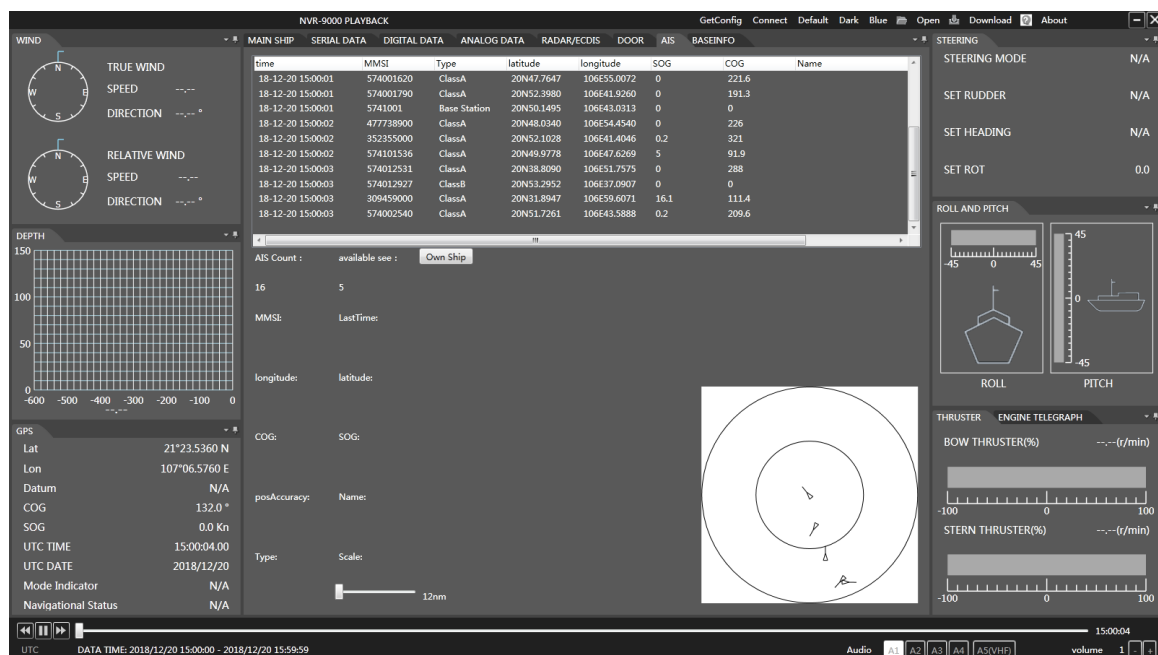 NVR-9000 PLAYBACK
GetConfig Connect Default Dark Blue Open Download About
WIND
N
W E
S
TRUE WIND
SPEED --.--
DIRECTION --.-- °
N
W E
S
RELATIVE WIND
SPEED --.--
DIRECTION --.-- °
DEPTH
150
100
50
0
-600 -500 -400 -300 -200 -100 0
--.--
GPS
Lat 21°23.5360 N
Lon 107°06.5760 E
Datum N/A
COG 132.0 °
SOG 0.0 Kn
UTC TIME 15:00:04.00
UTC DATE 2018/12/20
Mode Indicator N/A
Navigational Status N/A
MAIN SHIP SERIAL DATA DIGITAL DATA ANALOG DATA RADAR/ECDIS DOOR AIS BASEINFO
time MMSI Type latitude longitude SOG COG Name
18-12-20 15:00:01 574001620 ClassA 20N47.7647 106E55.0072 0 221.6
18-12-20 15:00:01 574001790 ClassA 20N52.3980 106E41.9260 0 191.3
18-12-20 15:00:01 5741001 Base Station 20N50.1495 106E43.0313 0 0
18-12-20 15:00:02 477738900 ClassA 20N48.0340 106E54.4540 0 226
18-12-20 15:00:02 352355000 ClassA 20N52.1028 106E41.4046 0.2 321
18-12-20 15:00:02 574101536 ClassA 20N49.9778 106E47.6269 5 91.9
18-12-20 15:00:03 574012531 ClassA 20N38.8090 106E51.7575 0 288
18-12-20 15:00:03 574012927 ClassB 20N53.2952 106E37.0907 0 0
18-12-20 15:00:03 309459000 ClassA 20N31.8947 106E59.6071 16.1 111.4
18-12-20 15:00:03 574002540 ClassA 20N51.7261 106E43.5888 0.2 209.6
AIS Count : available see : Own Ship
16 5
MMSI: LastTime:
longitude: latitude:
COG: SOG:
posAccuracy: Name:
Type: Scale:
12nm
STEERING
STEERING MODE N/A
SET RUDDER N/A
SET HEADING N/A
SET ROT 0.0
ROLL AND PITCH
-45 0 45
ROLL
45
0
-45
PITCH
THRUSTER ENGINE TELEGRAPH
BOW THRUSTER(%) --.--(r/min)
-100 0 100
STERN THRUSTER(%) --.--(r/min)
-100 0 100
15:00:04
UTC DATA TIME: 2018/12/20 15:00:00 - 2018/12/20 15:59:59
Audio A1 A2 A3 A4 A5(VHF) volume 1 - +